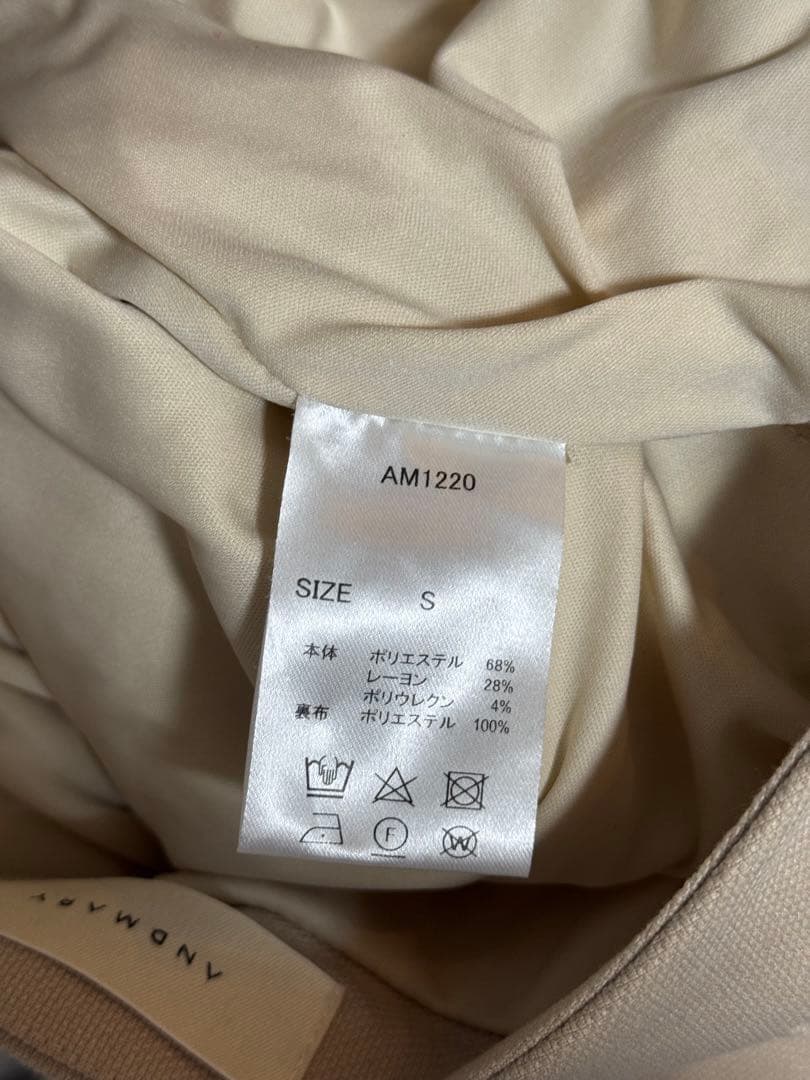 AM1220
SIZE S
本体 ポリエステル 68%
レーヨン 28%
ポリウレクン 4%
裏布 ポリエステル 100%
F
W
ANDMARY